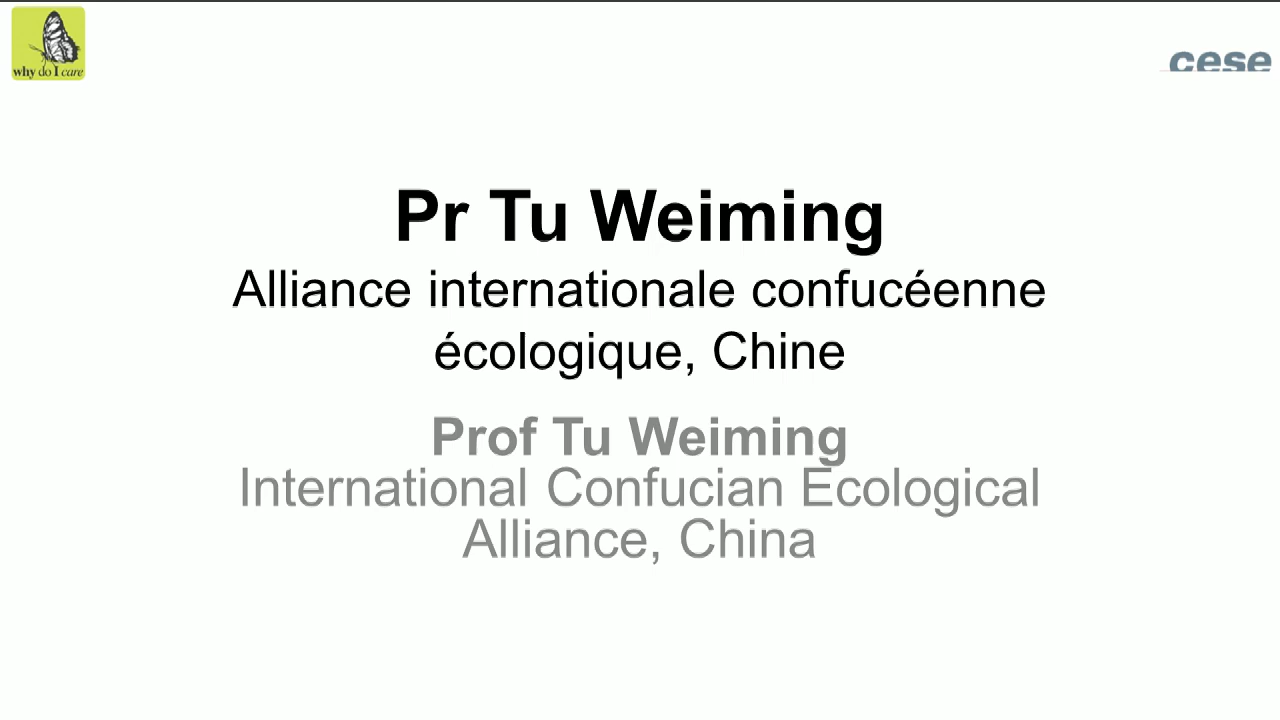 why do I care
cese
Pr Tu Weiming
Alliance internationale confucéenne
écologique, Chine
Prof Tu Weiming
International Confucian Ecological
Alliance, China